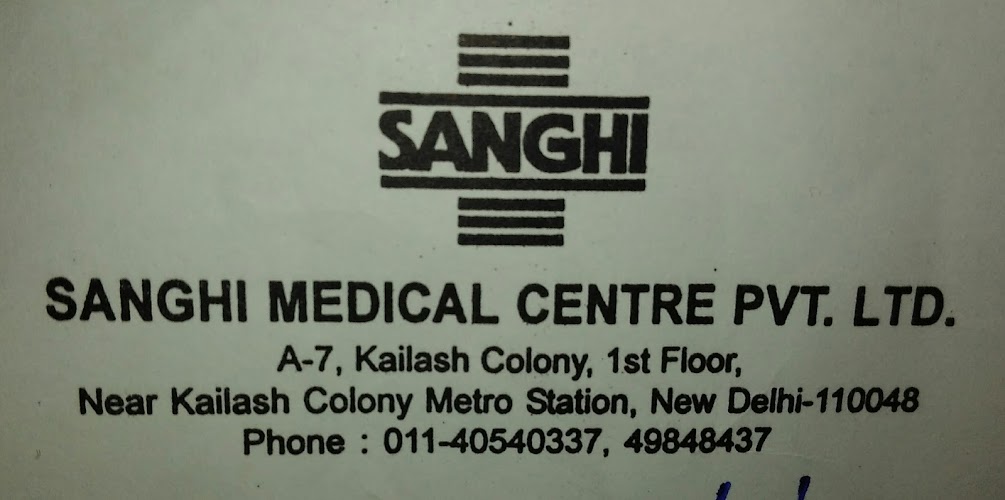 SANGHI
SANGHI MEDICAL CENTRE PVT. LTD.
A-7, Kailash Colony, 1st Floor,
Near Kailash Colony Metro Station, New Delhi-110048
Phone : 011-40540337, 49848437